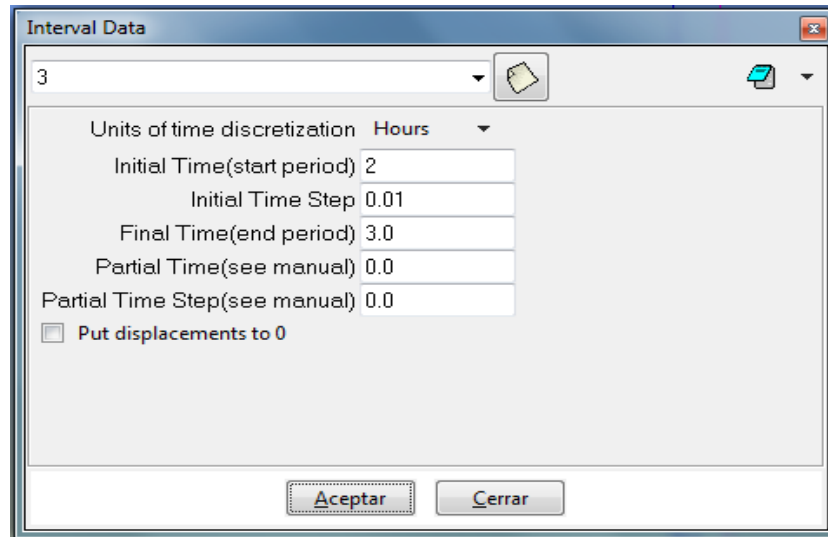 Interval Data
3
Units of time discretization Hours
Initial Time(start period) 2
Initial Time Step 0.01
Final Time(end period) 3.0
Partial Time(see manual) 0.0
Partial Time Step(see manual) 0.0
Put displacements to 0
Aceptar Cerrar